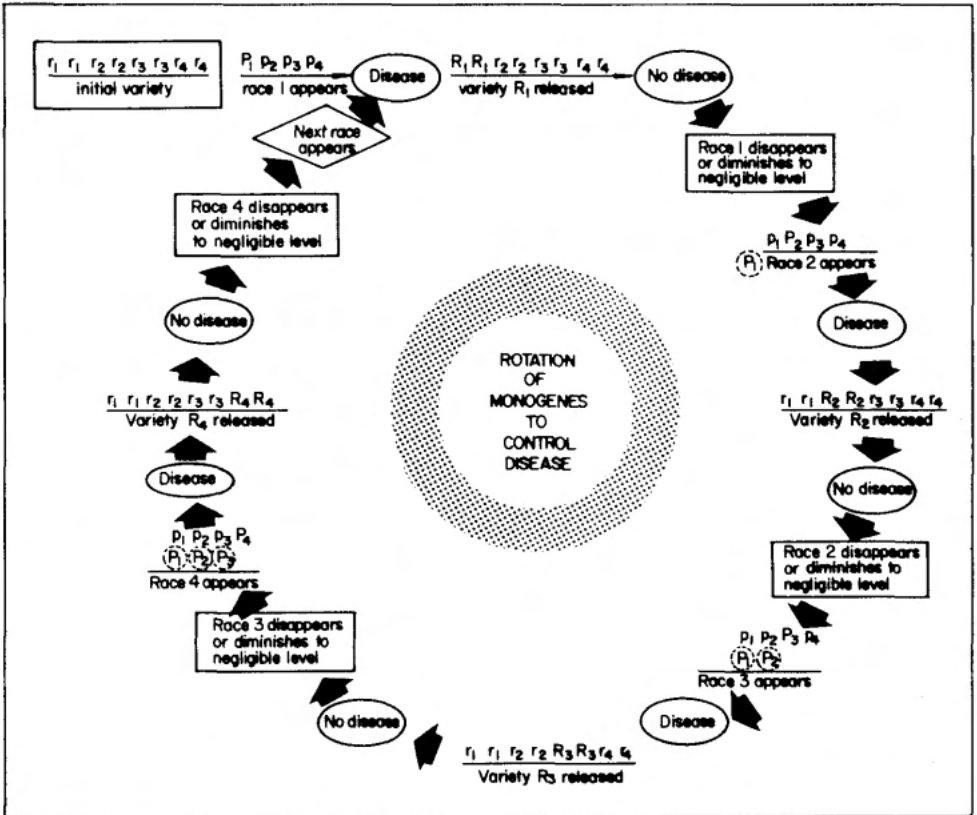 r₁ r₁ r₂ r₂ r₃ r₃ r₄ r₄
initial variety
P₁ p₂ p₃ p₄
race 1 appears
Disease
R₁ R₁ r₂ r₂ r₃ r₃ r₄ r₄
variety R₁ released
No disease
Race 1 disappears
or diminishes to
negligible level
p₁ P₂ p₃ p₄
P₁ Race 2 appears
Disease
r₁ r₁ R₂ R₂ r₃ r₃ r₄ r₄
Variety R₂ released
No disease
Race 2 disappears
or diminishes to
negligible level
p₁ p₂ P₃ p₄
P₁ P₂
Race 3 appears
Disease
r₁ r₁ r₂ r₂ R₃ R₃ r₄ r₄
Variety R₃ released
No disease
Race 3 disappears
or diminishes to
negligible level
p₁ p₂ p₃ P₄
P₁ P₂ P₃
Race 4 appears
Disease
r₁ r₁ r₂ r₂ r₃ r₃ R₄ R₄
Variety R₄ released
No disease
Race 4 disappears
or diminishes
to negligible level
Next race
appears
ROTATION
OF
MONOGENES
TO
CONTROL
DISEASE